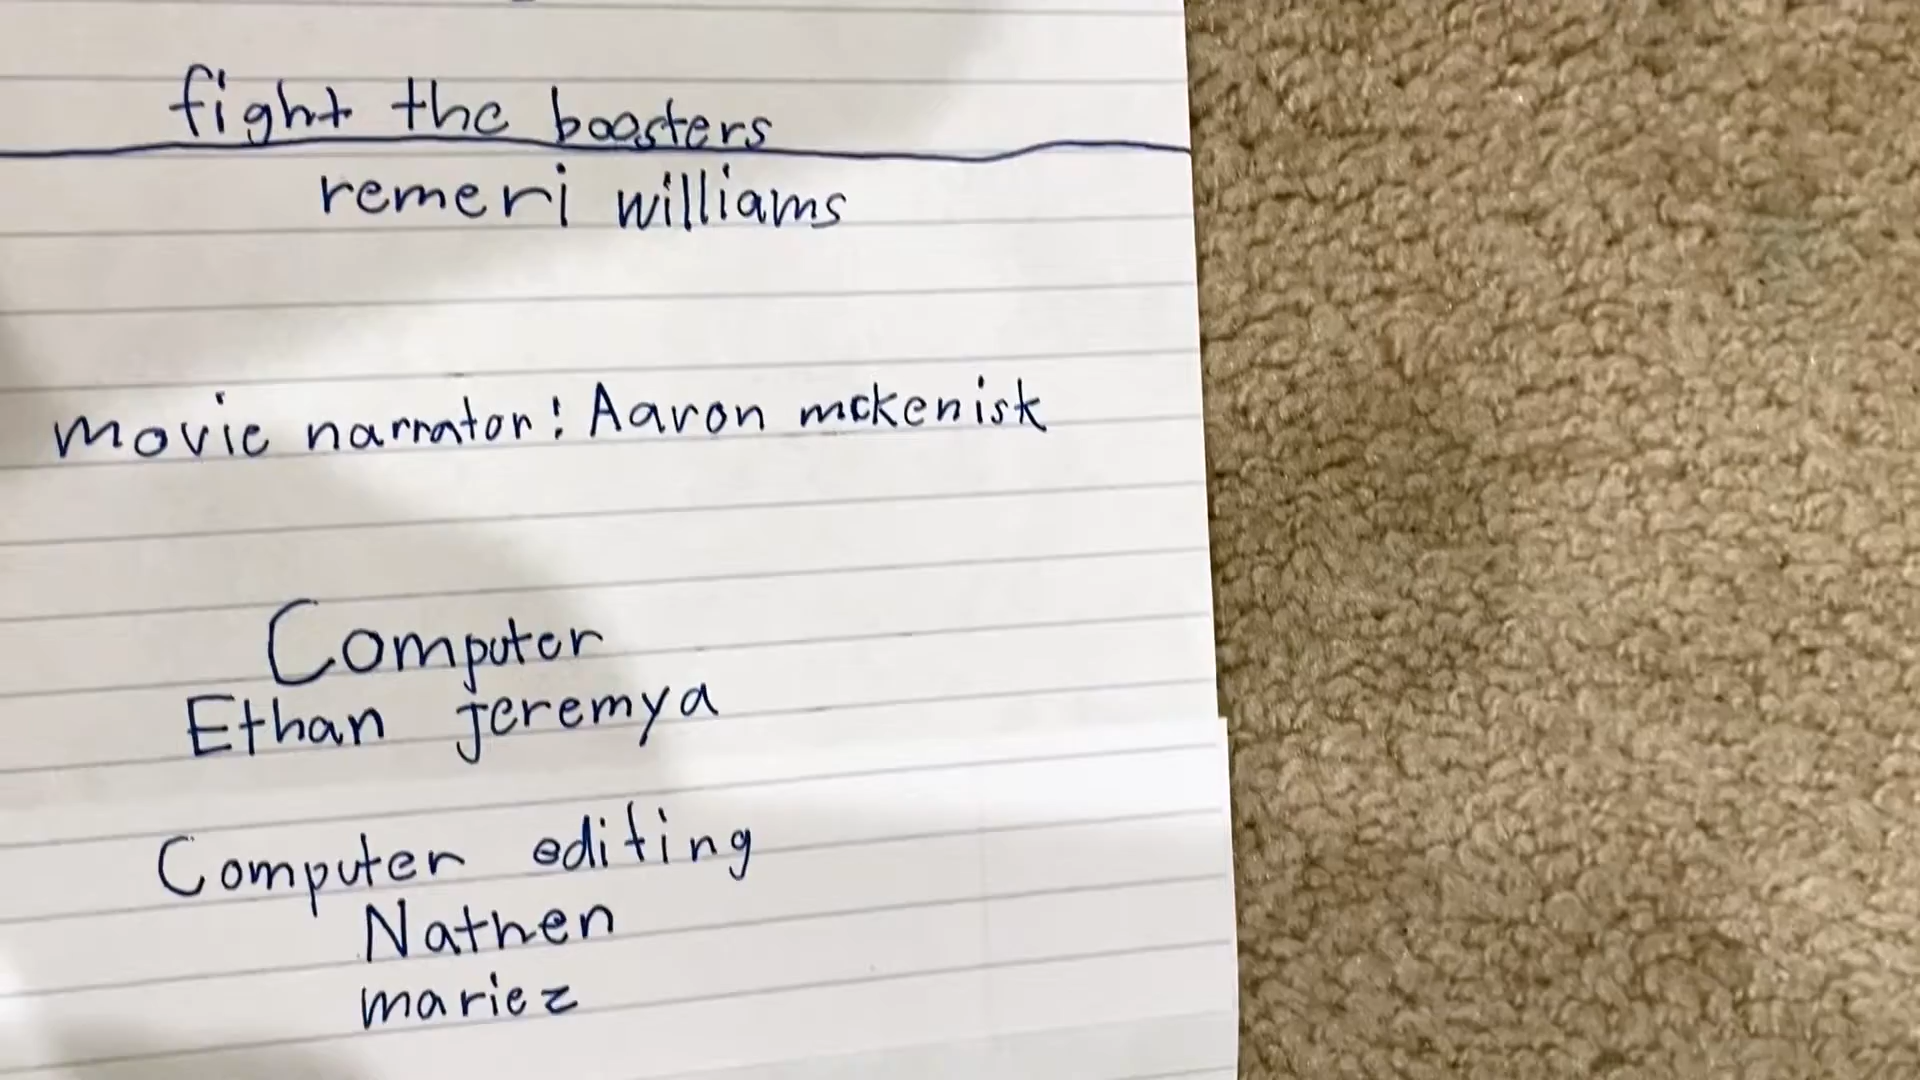 fight the boosters
remeri williams
movie narrator: Aaron mckenisk
Computer
Ethan jeremya
Computer editing
Nathen
mariez